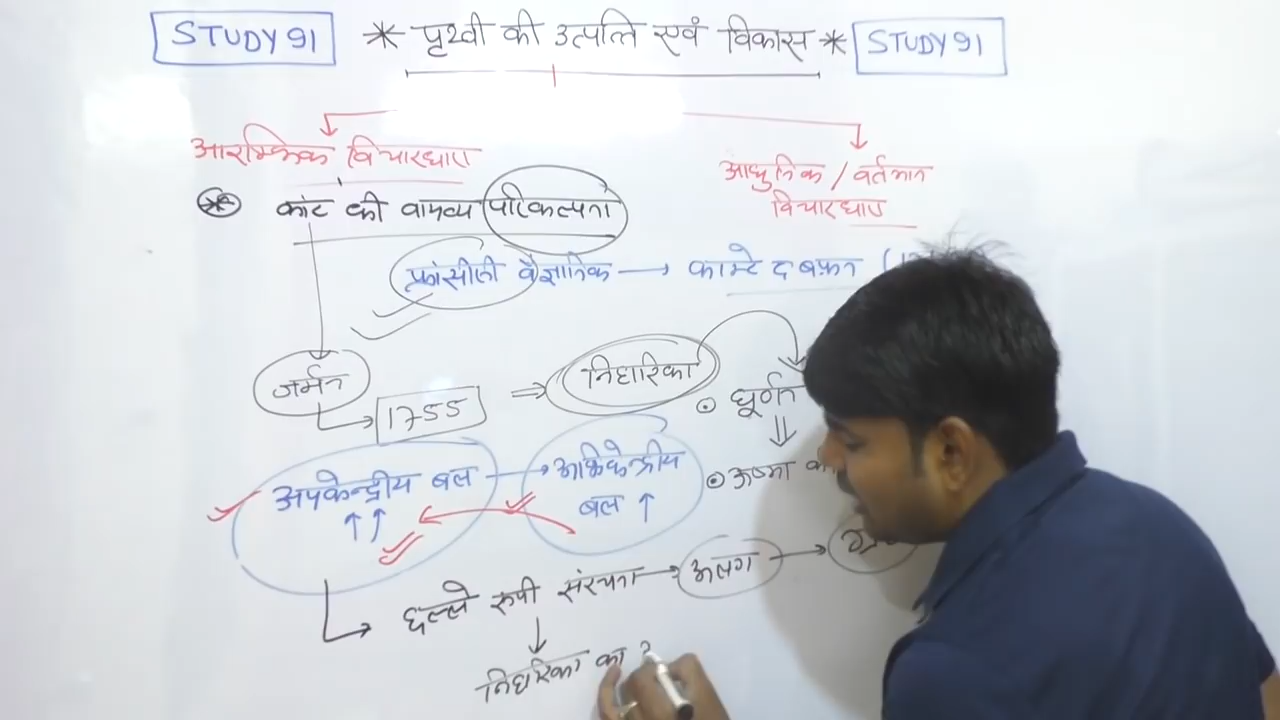 STUDY 91 * पृथ्वी की उत्पत्ति एवं विकास * STUDY 91
आरम्भिक विचारधारा
आधुनिक / वर्तमान
विचारधारा
* कांट की वायव्य परिकल्पना
फ्रांसीसी वैज्ञानिक → काम्टे द बफन
जर्मन
1755 ⇒ निहारिका
• घूर्णन
अपकेन्द्रीय बल → अभिकेन्द्रीय
बल ↑
↑↑
• ऊष्मा
छल्ले रुपी संरचना → अलग →
निहारिका का